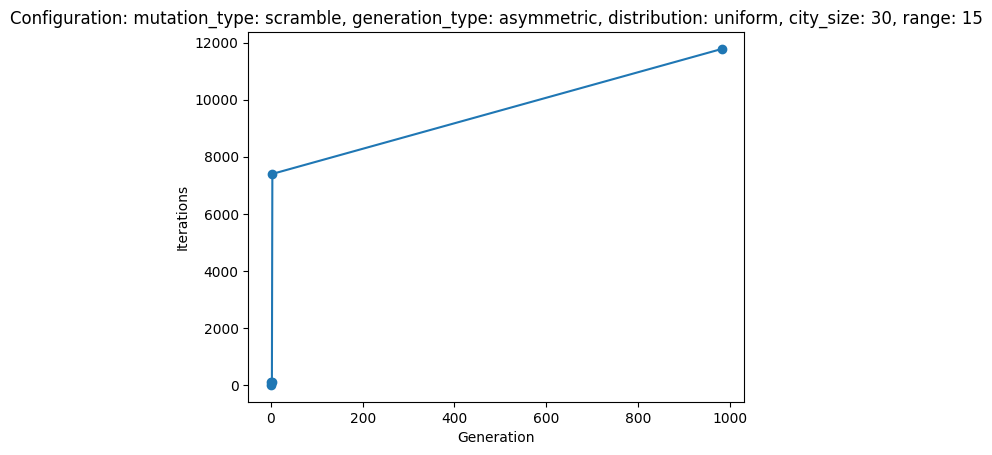 Configuration: mutation_type: scramble, generation_type: asymmetric, distribution: uniform, city_size: 30, range: 15
12000
10000
8000
6000
4000
2000
0
Iterations
0 200 400 600 800 1000
Generation